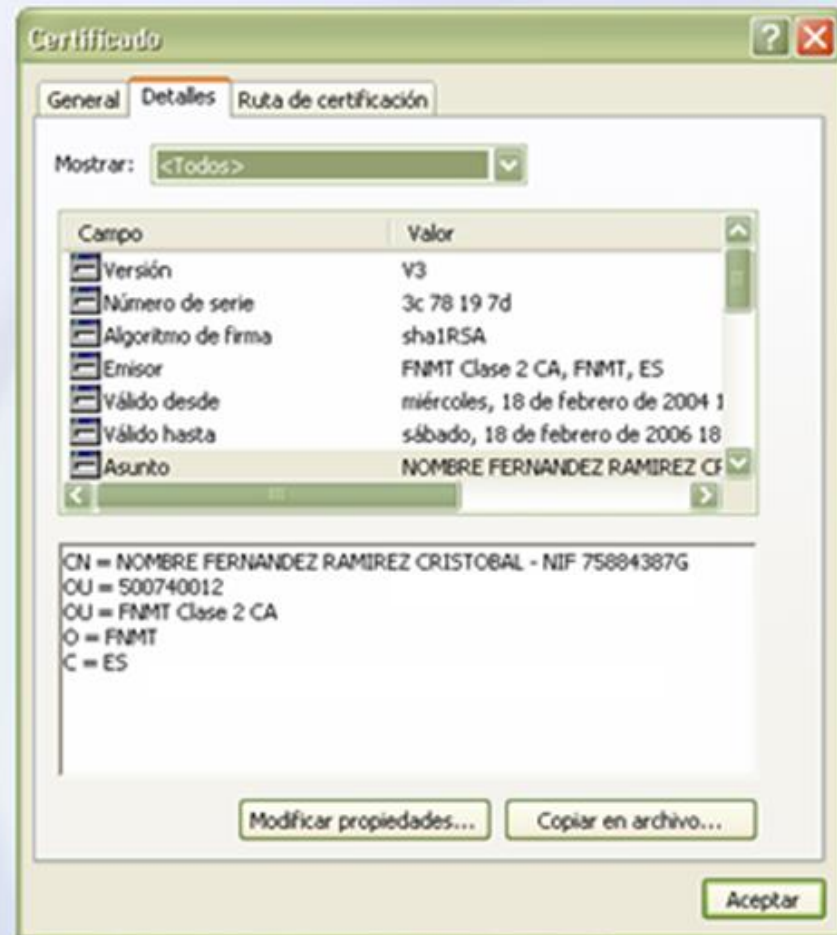 Certificado
General Detalles Ruta de certificación
Mostrar: <Todos>
Campo Valor
Versión V3
Número de serie 3c 78 19 7d
Algoritmo de firma sha1RSA
Emisor FNMT Clase 2 CA, FNMT, ES
Válido desde miércoles, 18 de febrero de 2004 1
Válido hasta sábado, 18 de febrero de 2006 18
Asunto NOMBRE FERNANDEZ RAMIREZ CR
CN = NOMBRE FERNANDEZ RAMIREZ CRISTOBAL - NIF 75884387G
OU = 500740012
OU = FNMT Clase 2 CA
O = FNMT
C = ES
Modificar propiedades... Copiar en archivo...
Aceptar